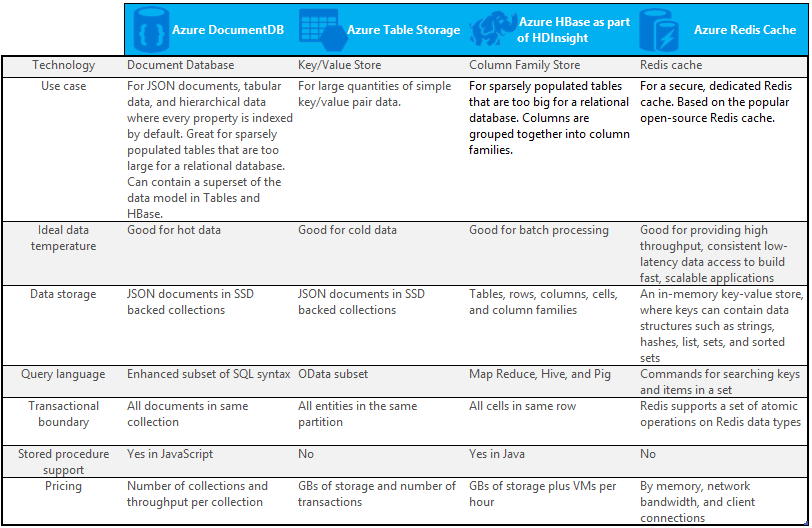 Azure DocumentDB
Azure Table Storage
Azure HBase as part
of HDInsight
Azure Redis Cache
Technology
Document Database
Key/Value Store
Column Family Store
Redis cache
Use case
For JSON documents, tabular
data, and hierarchical data
where every property is indexed
by default. Great for sparsely
populated tables that are too
large for a relational database.
Can contain a superset of the
data model in Tables and
HBase.
For large quantities of simple
key/value pair data.
For sparsely populated tables
that are too big for a relational
database. Columns are
grouped together into column
families.
For a secure, dedicated Redis
cache. Based on the popular
open-source Redis cache.
Ideal data
temperature
Good for hot data
Good for cold data
Good for batch processing
Good for providing high
throughput, consistent low-
latency data access to build
fast, scalable applications
Data storage
JSON documents in SSD
backed collections
JSON documents in SSD
backed collections
Tables, rows, columns, cells,
and column families
An in-memory key-value store,
where keys can contain data
structures such as strings,
hashes, list, sets, and sorted
sets
Query language
Enhanced subset of SQL syntax
OData subset
Map Reduce, Hive, and Pig
Commands for searching keys
and items in a set
Transactional
boundary
All documents in same
collection
All entities in the same
partition
All cells in same row
Redis supports a set of atomic
operations on Redis data types
Stored procedure
support
Yes in JavaScript
No
Yes in Java
No
Pricing
Number of collections and
throughput per collection
GBs of storage and number of
transactions
GBs of storage plus VMs per
hour
By memory, network
bandwidth, and client
connections